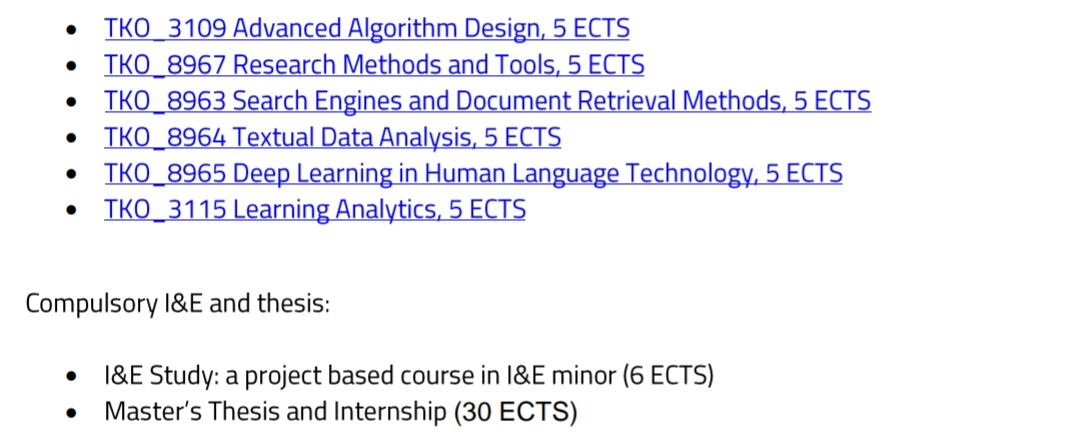 TKO_3109 Advanced Algorithm Design, 5 ECTS
TKO_8967 Research Methods and Tools, 5 ECTS
TKO_8963 Search Engines and Document Retrieval Methods, 5 ECTS
TKO_8964 Textual Data Analysis, 5 ECTS
TKO_8965 Deep Learning in Human Language Technology, 5 ECTS
TKO_3115 Learning Analytics, 5 ECTS
Compulsory I&E and thesis:
I&E Study: a project based course in I&E minor (6 ECTS)
Master's Thesis and Internship (30 ECTS)